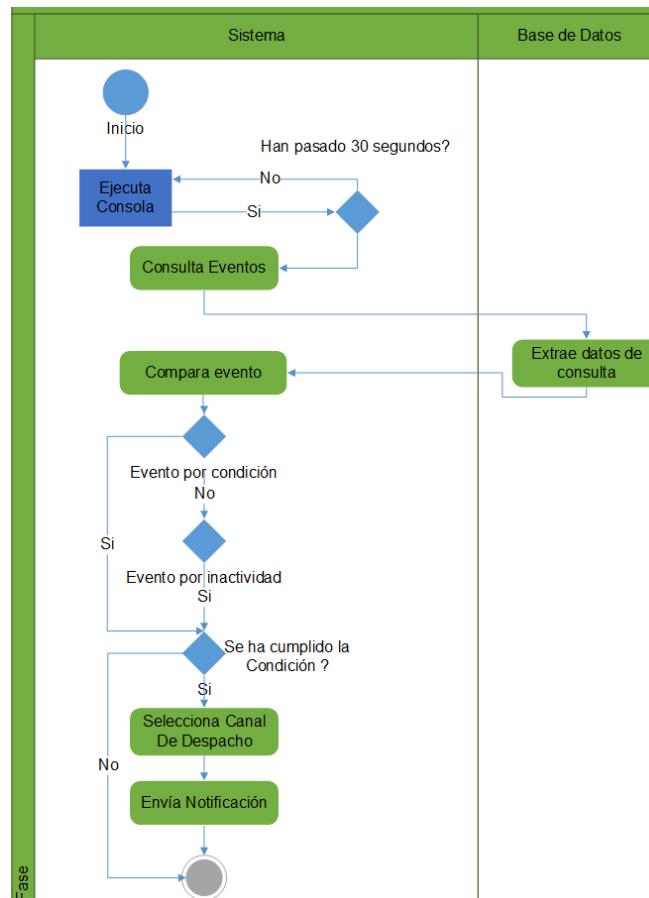 Sistema
Base de Datos
Inicio
Han pasado 30 segundos?
No
Ejecuta
Consola
Si
Consulta Eventos
Extrae datos de
consulta
Compara evento
Evento por condición
No
Si
Evento por inactividad
Si
Se ha cumplido la
Condición ?
Si
Selecciona Canal
De Despacho
No
Envía Notificación
Fase